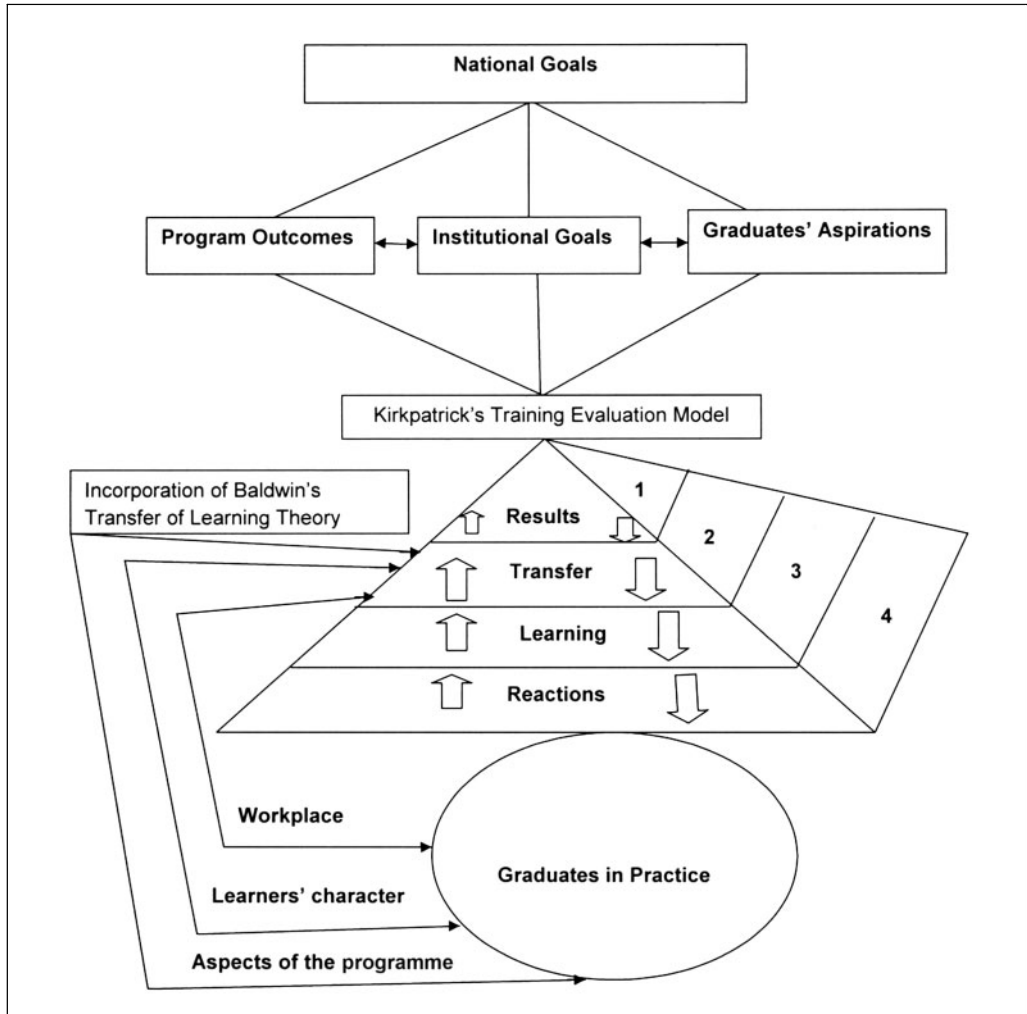 National Goals
Program Outcomes
Institutional Goals
Graduates' Aspirations
Kirkpatrick's Training Evaluation Model
Incorporation of Baldwin's
Transfer of Learning Theory
1
Results
2
Transfer
3
Learning
4
Reactions
Workplace
Graduates in Practice
Learners' character
Aspects of the programme